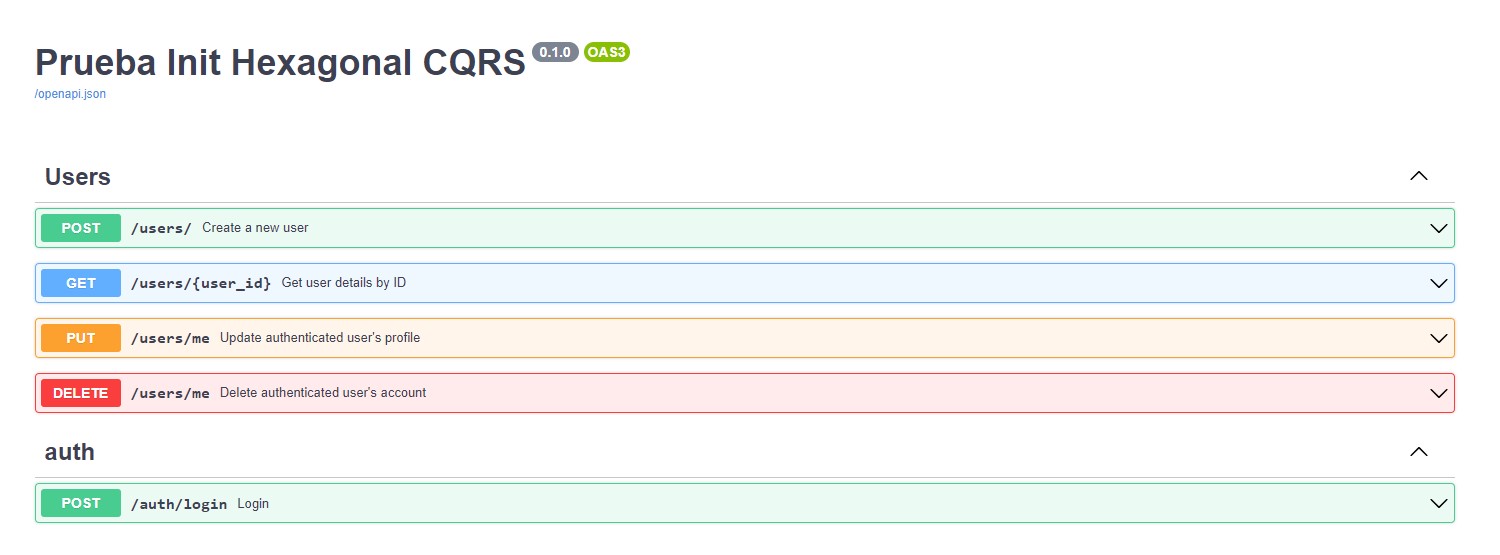 Prueba Init Hexagonal CQRS 0.1.0 OAS3
/openapi.json
Users
POST /users/ Create a new user
GET /users/{user_id} Get user details by ID
PUT /users/me Update authenticated user's profile
DELETE /users/me Delete authenticated user's account
auth
POST /auth/login Login